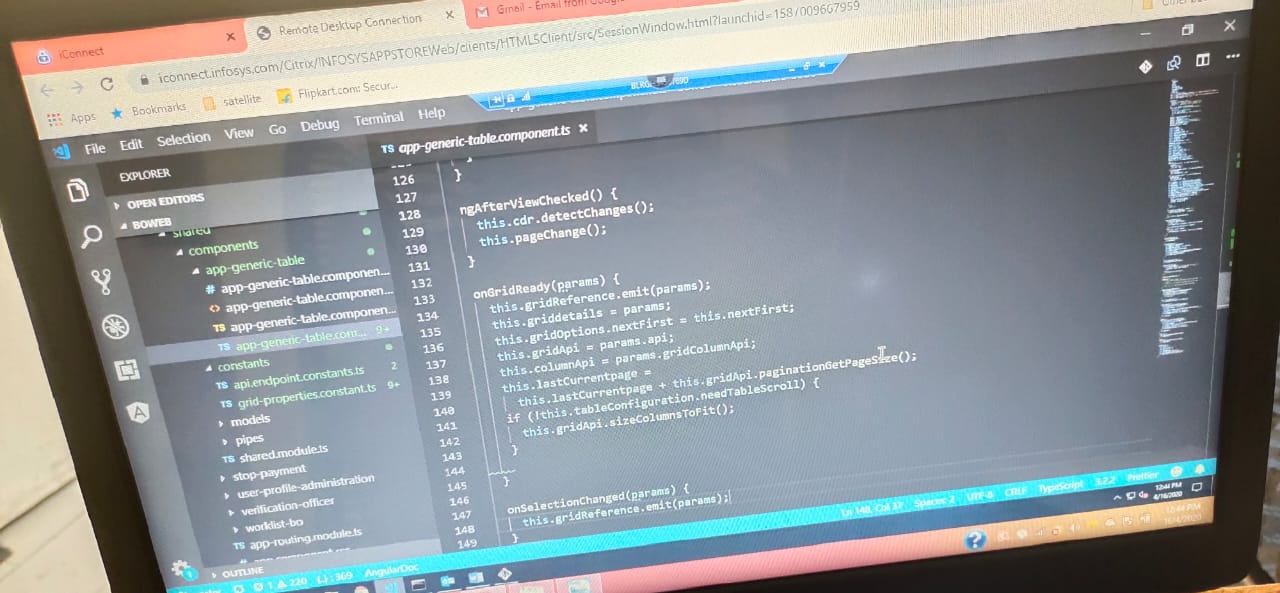 iConnect
Remote Desktop Connection
Gmail - Email from Google
iconnect.infosys.com/Citrix/INFOSYSAPPSTOREWeb/clients/HTML5Client/src/SessionWindow.html?launchid=
Apps Bookmarks satellite Flipkart.com: Secur...
File Edit Selection View Go Debug Terminal Help
TS app-generic-table.component.ts
EXPLORER
OPEN EDITORS
BOWEB
shared
components
app-generic-table
# app-generic-table.componen...
<> app-generic-table.componen...
TS app-generic-table.componen...
TS app-generic-table.com... 9+
constants
TS api.endpoint.constants.ts 2
TS grid-properties.constant.ts 9+
models
pipes
TS shared.module.ts
stop-payment
user-profile-administration
verification-officer
worklist-bo
TS app-routing.module.ts
OUTLINE
126
127
128
129
130
131
132
133
134
135
136
137
138
139
140
141
142
143
144
145
146
147
148
149
}
ngAfterViewChecked() {
this.cdr.detectChanges();
this.pageChange();
}
onGridReady(params) {
this.gridReference.emit(params);
this.griddetails = params;
this.gridOptions.nextFirst = this.nextFirst;
this.gridApi = params.api;
this.columnApi = params.gridColumnApi;
this.lastCurrentpage =
this.lastCurrentpage + this.gridApi.paginationGetPageSize();
if (!this.tableConfiguration.needTableScroll) {
this.gridApi.sizeColumnsToFit();
}
}
onSelectionChanged(params) {
this.gridReference.emit(params);
}
1 220 369 AngularDoc
Ln 148, Col 37 Spaces: 2 UTF-8 CRLF TypeScript 3.2.2 Prettier
12:44 PM
4/16/2020
12:44 PM
16/4/2020